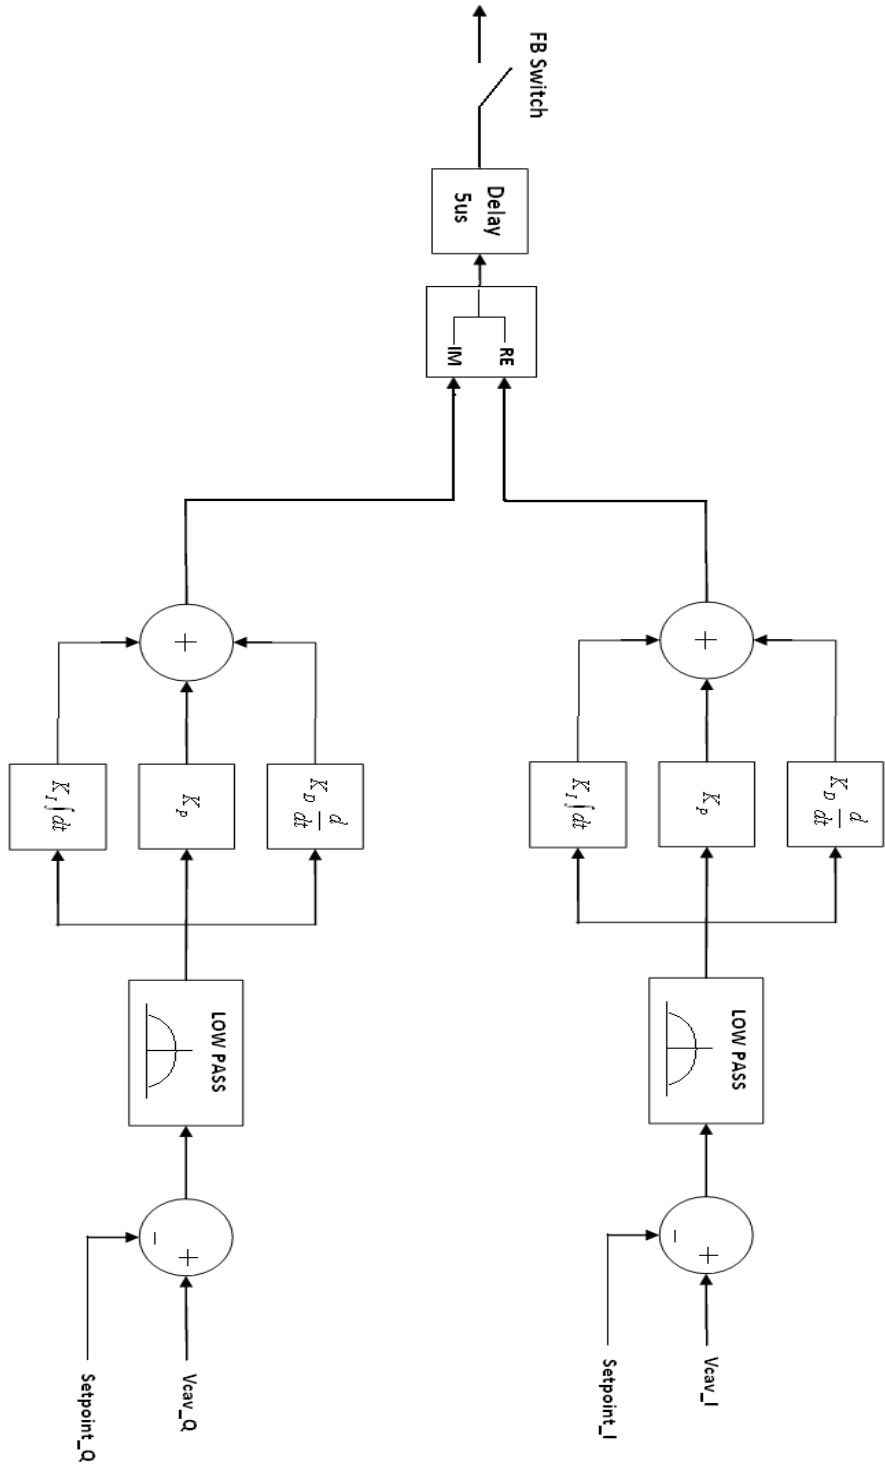 FB Switch
Delay
5us
RE
IM
+
+
K_I ∫ dt
K_P
K_D d/dt
K_I ∫ dt
K_P
K_D d/dt
LOW PASS
LOW PASS
−
+
−
+
Setpoint_Q
Vcav_Q
Setpoint_I
Vcav_I